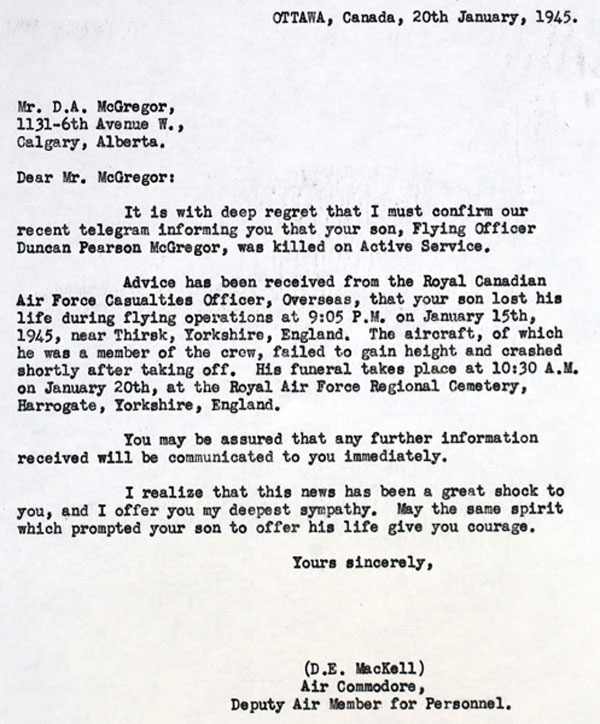 OTTAWA, Canada, 20th January, 1945.
Mr. D.A. McGregor,
1131-6th Avenue W.,
Calgary, Alberta.
Dear Mr. McGregor:
It is with deep regret that I must confirm our
recent telegram informing you that your son, Flying Officer
Duncan Pearson McGregor, was killed on Active Service.
Advice has been received from the Royal Canadian
Air Force Casualties Officer, Overseas, that your son lost his
life during flying operations at 9:05 P.M. on January 15th,
1945, near Thirsk, Yorkshire, England. The aircraft, of which
he was a member of the crew, failed to gain height and crashed
shortly after taking off. His funeral takes place at 10:30 A.M.
on January 20th, at the Royal Air Force Regional Cemetery,
Harrogate, Yorkshire, England.
You may be assured that any further information
received will be communicated to you immediately.
I realize that this news has been a great shock to
you, and I offer you my deepest sympathy. May the same spirit
which prompted your son to offer his life give you courage.
Yours sincerely,
(D.E. MacKell)
Air Commodore,
Deputy Air Member for Personnel.